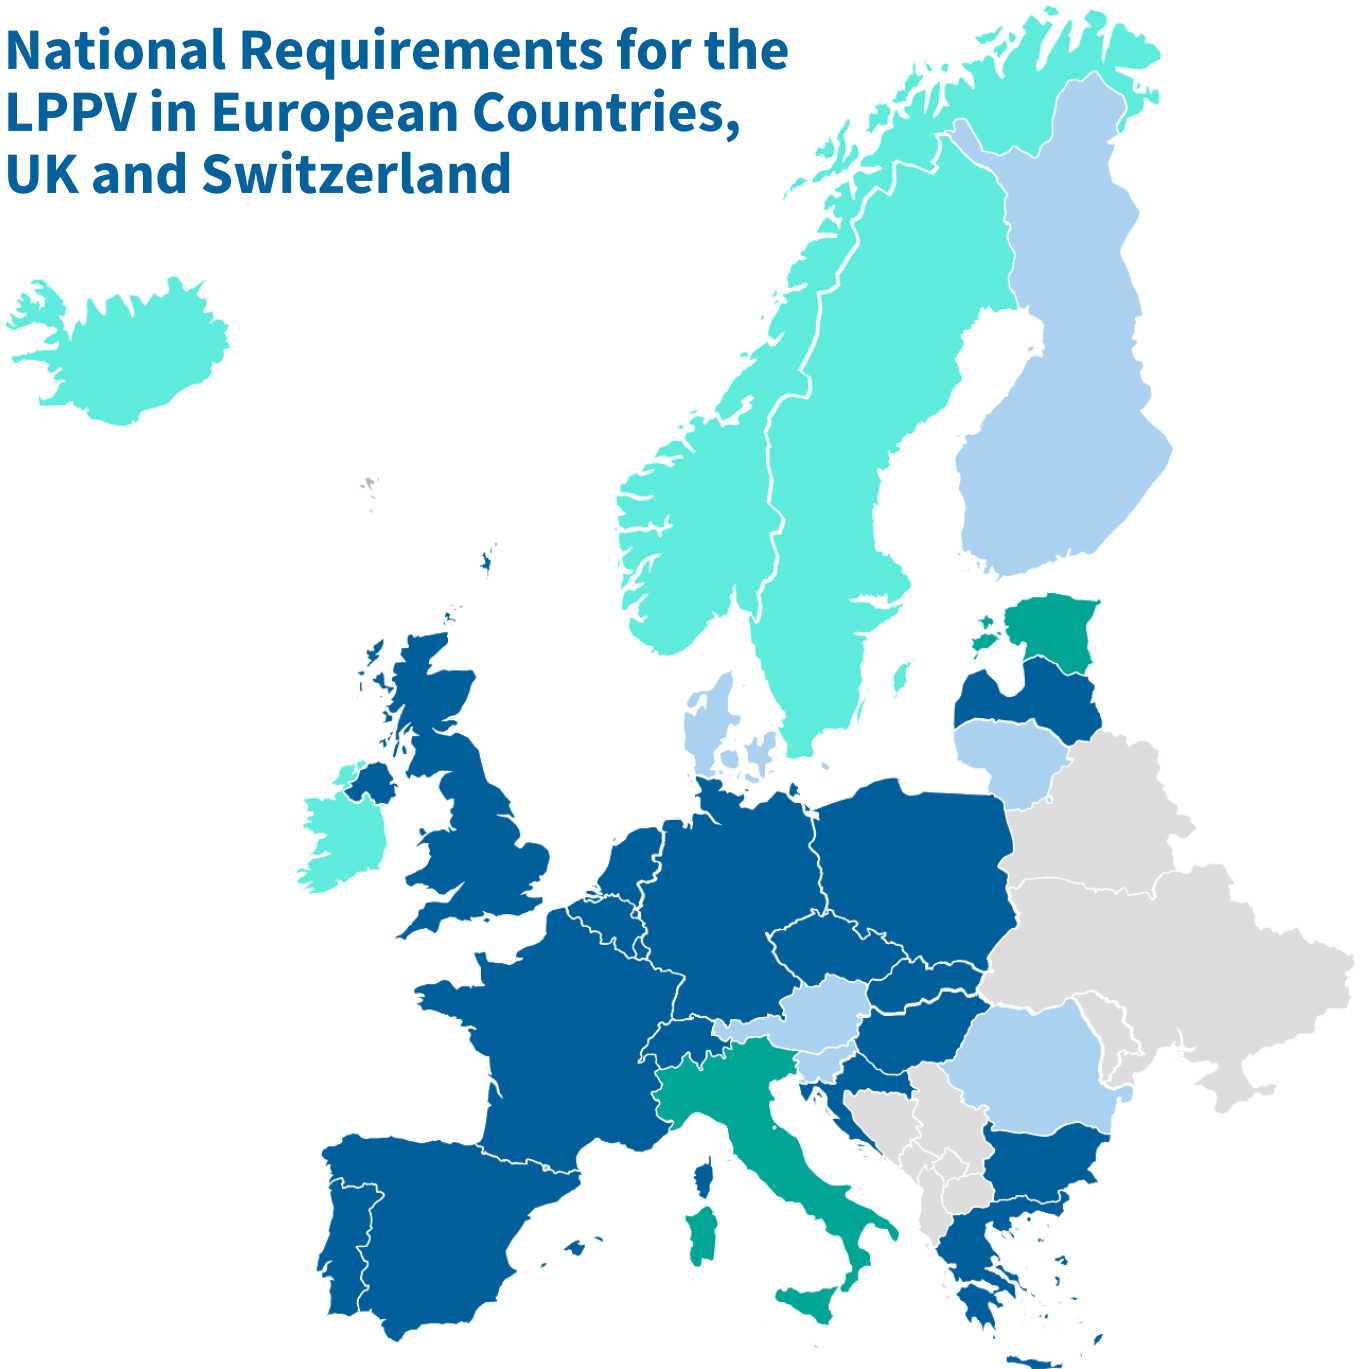 National Requirements for the
LPPV in European Countries,
UK and Switzerland